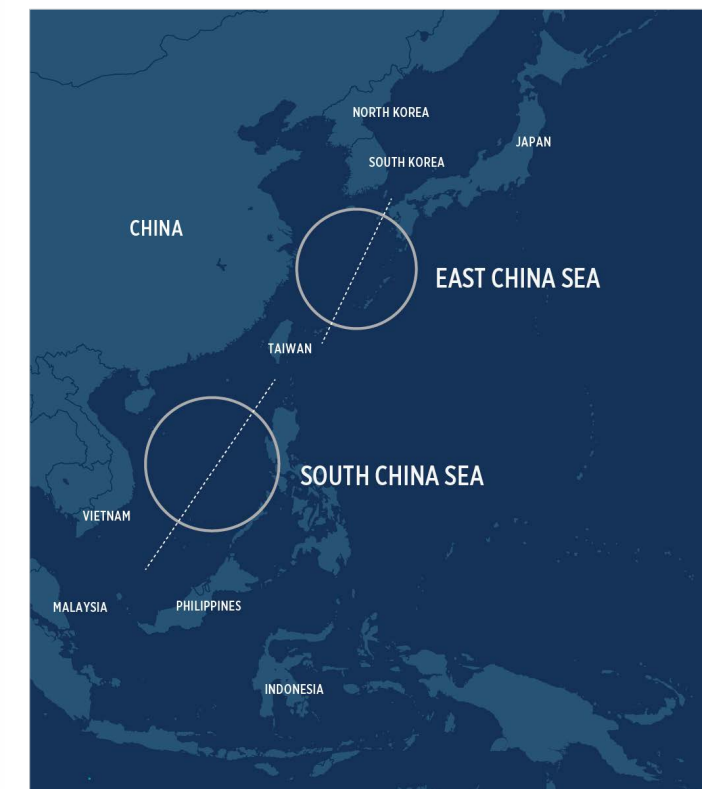 NORTH KOREA
JAPAN
SOUTH KOREA
CHINA
EAST CHINA SEA
TAIWAN
SOUTH CHINA SEA
VIETNAM
MALAYSIA
PHILIPPINES
INDONESIA